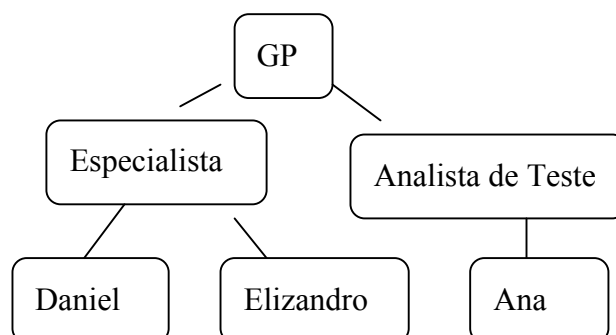 GP
Especialista
Analista de Teste
Daniel
Elizandro
Ana